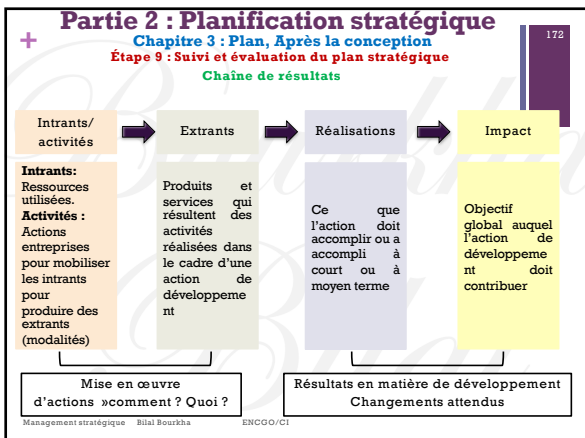 Partie 2 : Planification stratégique
+
Chapitre 3 : Plan, Après la conception
172
Étape 9 : Suivi et évaluation du plan stratégique
Chaîne de résultats
Intrants/
activités
Extrants
Réalisations
Impact
Intrants:
Ressources
utilisées.
Activités :
Actions
entreprises
pour mobiliser
les intrants
pour
produire des
extrants
(modalités)
Produits et
services qui
résultent des
activités
réalisées dans
le cadre d'une
action de
développeme
nt
Ce que
l'action doit
accomplir ou a
accompli à
court ou à
moyen terme
Objectif
global auquel
l'action de
développeme
nt doit
contribuer
Mise en œuvre
d'actions »comment ? Quoi ?
Résultats en matière de développement
Changements attendus
Management stratégique Bilal Bourkha ENCGO/CI
Bilal
Bourkha